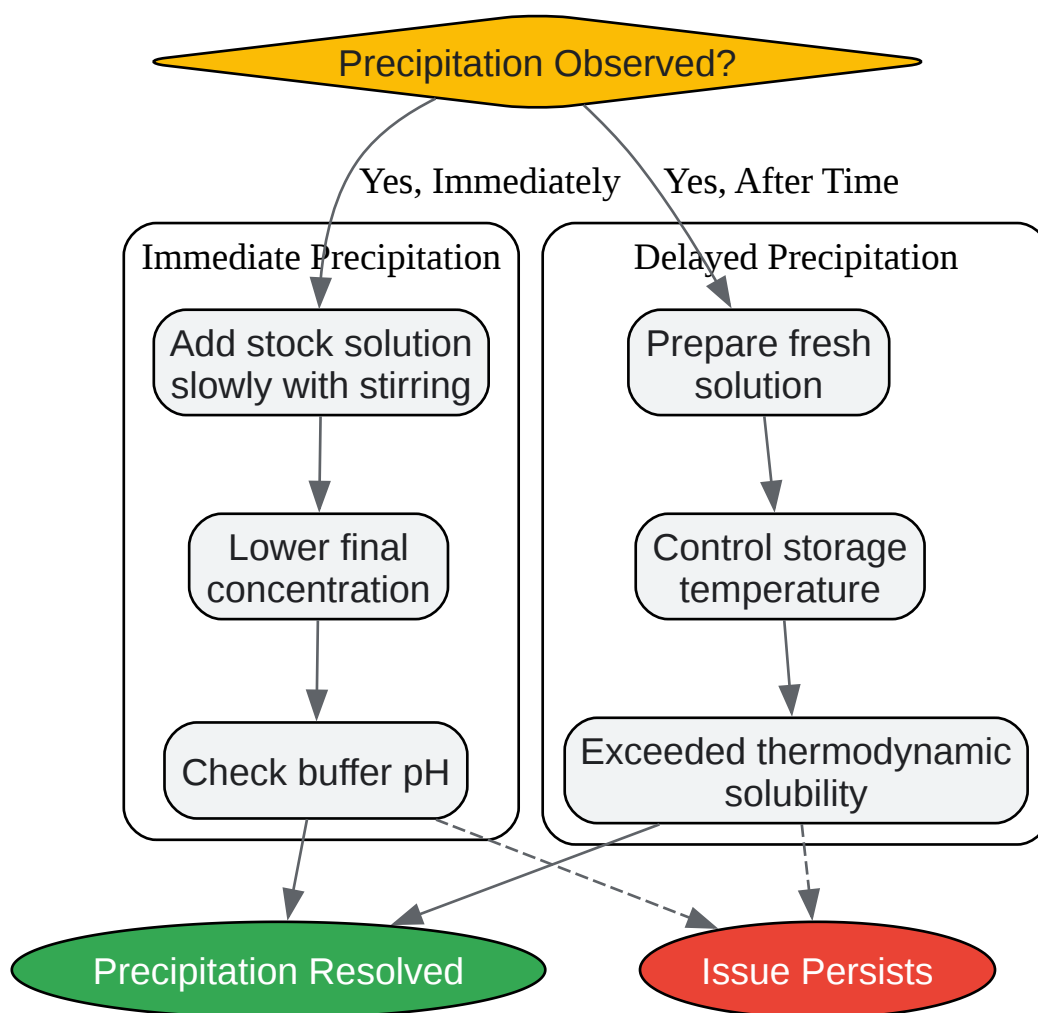 Precipitation Observed?
Yes, Immediately
Yes, After Time
Immediate Precipitation
Add stock solution
slowly with stirring
Lower final
concentration
Check buffer pH
Delayed Precipitation
Prepare fresh
solution
Control storage
temperature
Exceeded thermodynamic
solubility
Precipitation Resolved
Issue Persists